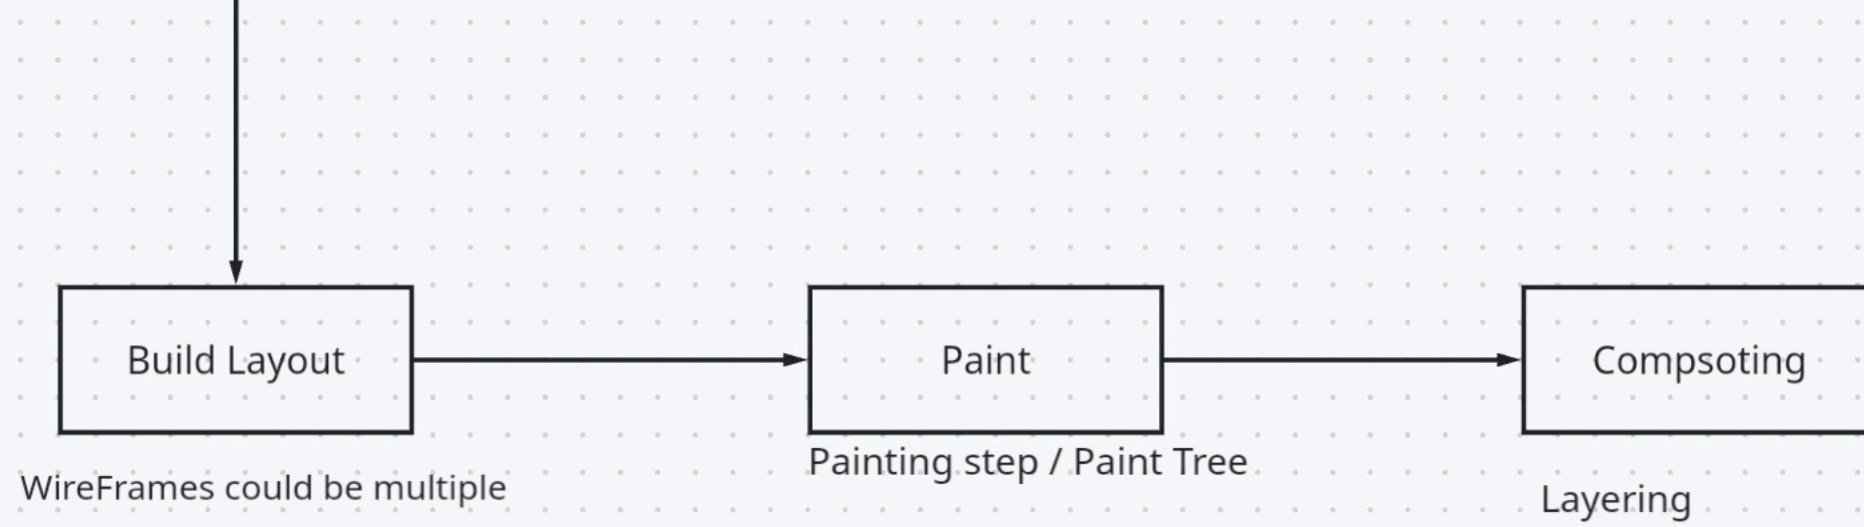 Build Layout
Paint
Compsoting
WireFrames could be multiple
Painting step / Paint Tree
Layering